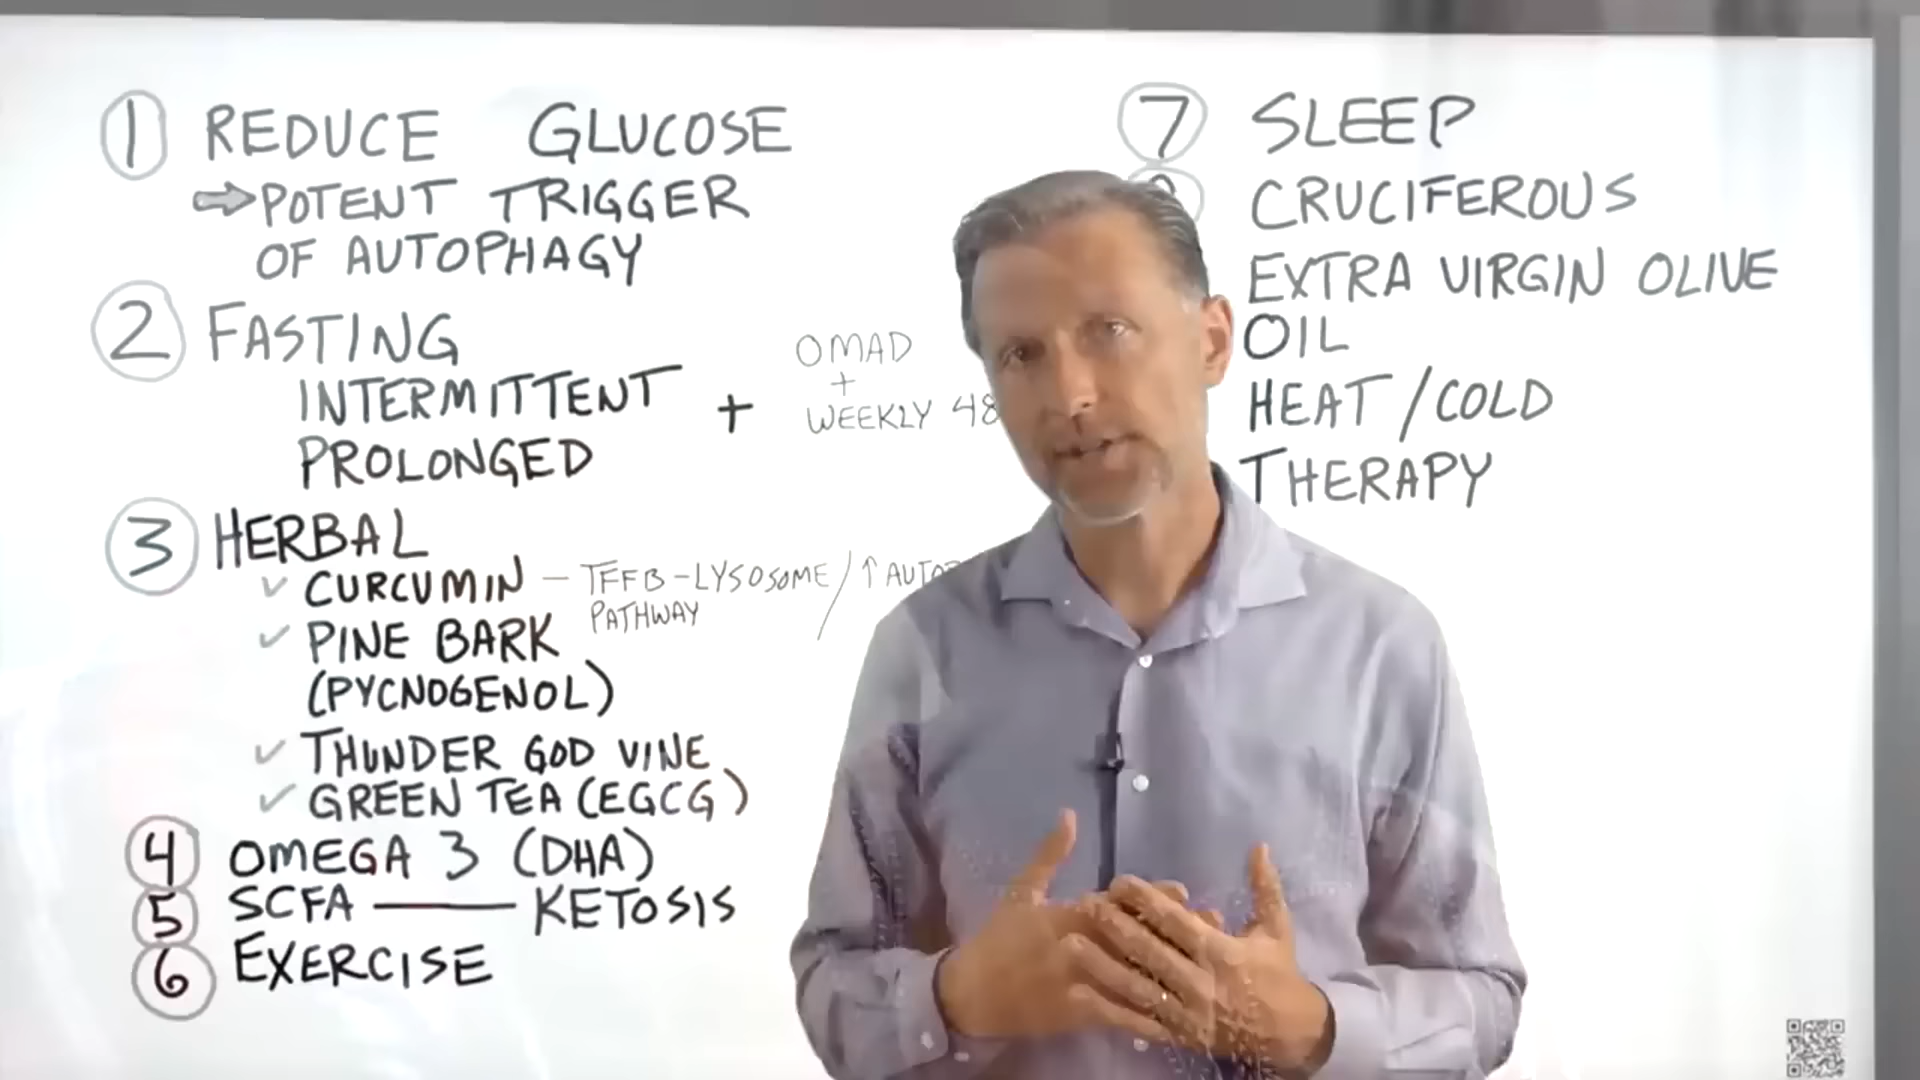 1 REDUCE GLUCOSE
⇒ POTENT TRIGGER
OF AUTOPHAGY
2 FASTING
INTERMITTENT +
PROLONGED
OMAD
+
WEEKLY 48
3 HERBAL
✓ CURCUMIN — TFFB-LYSOSOME / ↑
PATHWAY
✓ PINE BARK
(PYCNOGENOL)
✓ THUNDER GOD VINE
✓ GREEN TEA (EGCG)
4 OMEGA 3 (DHA)
5 SCFA — KETOSIS
6 EXERCISE
7 SLEEP
CRUCIFEROUS
EXTRA VIRGIN OLIVE
OIL
HEAT/COLD
THERAPY